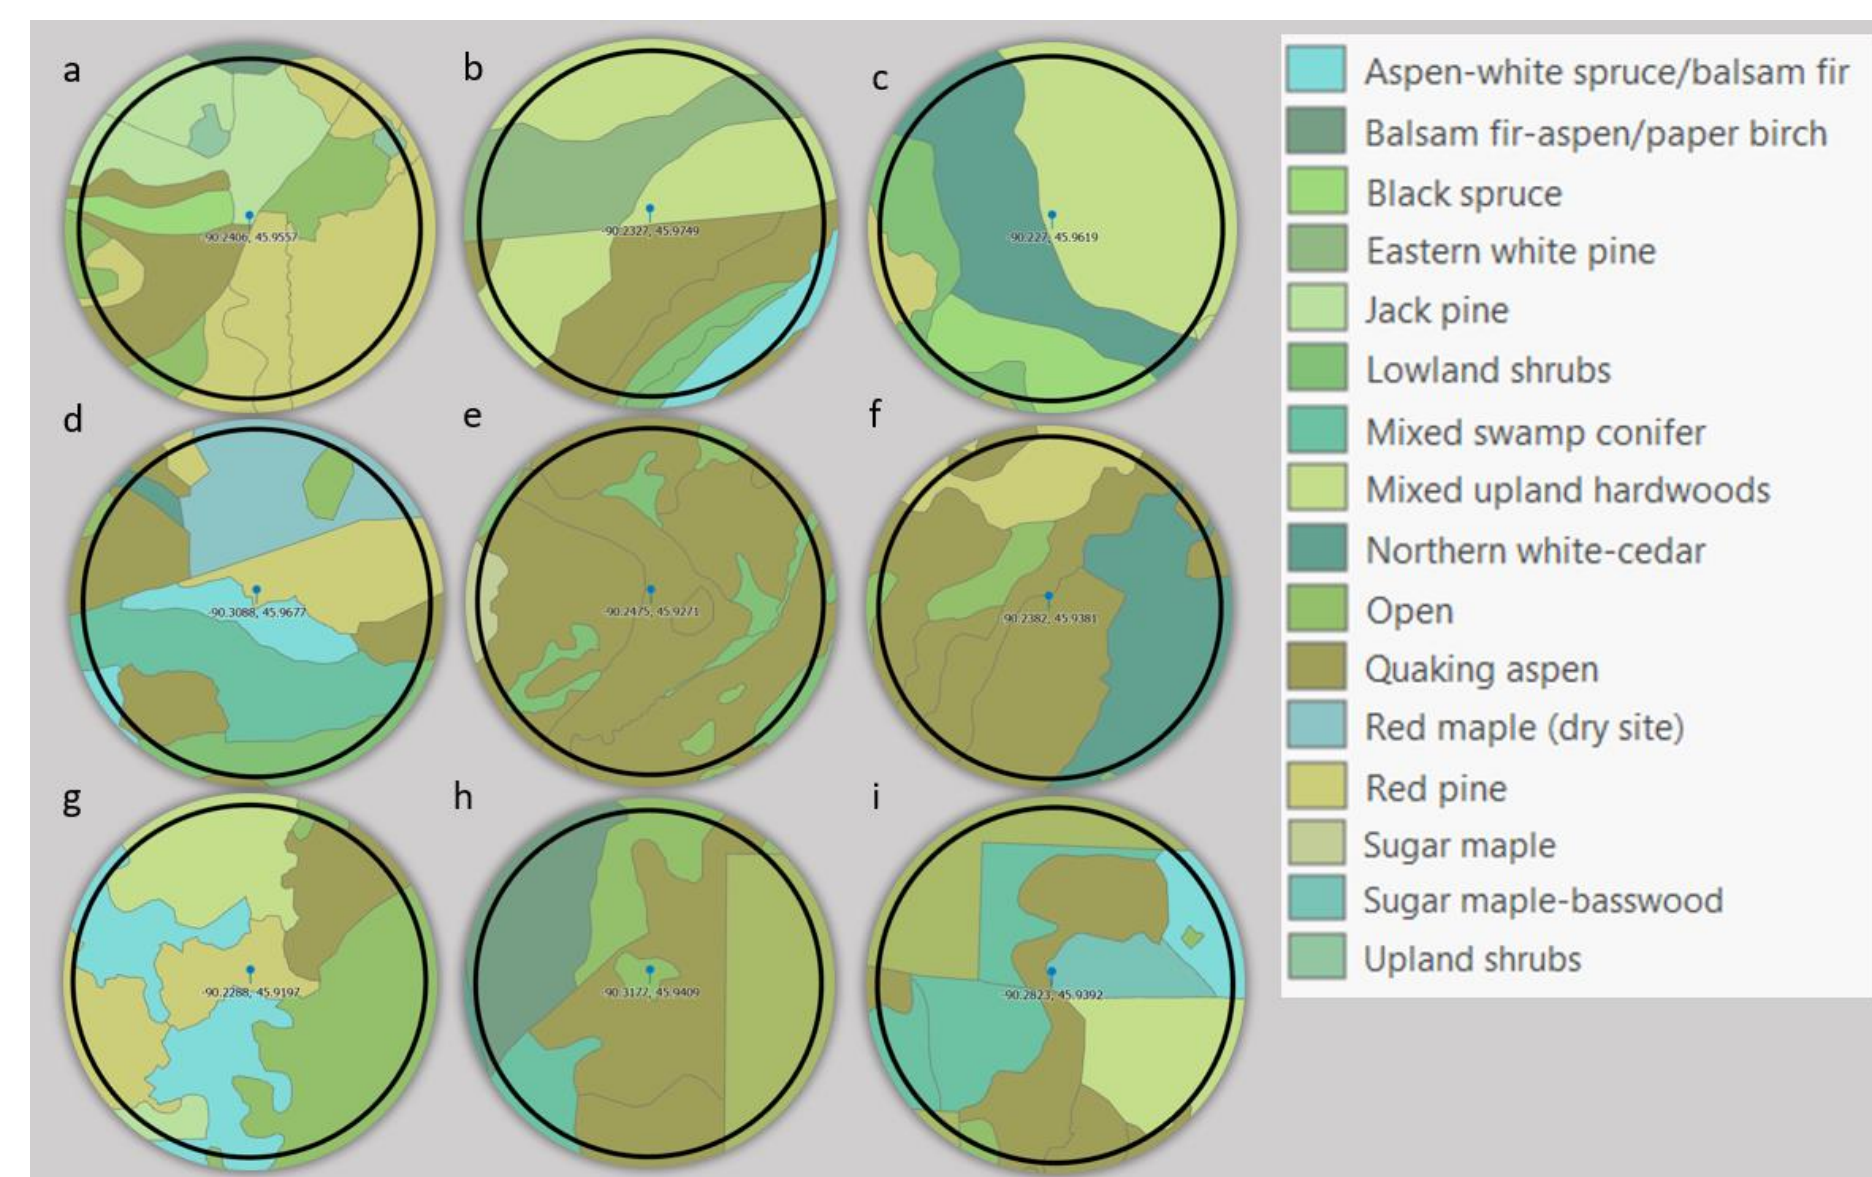 a
b
c
-90.2406, 45.9557
-90.2327, 45.9749
-90.227, 45.9619
d
e
f
-90.3088, 45.9677
-90.2475, 45.9271
-90.2382, 45.9381
g
h
i
-90.2288, 45.9197
-90.3177, 45.9409
-90.2823, 45.9392
Aspen-white spruce/balsam fir
Balsam fir-aspen/paper birch
Black spruce
Eastern white pine
Jack pine
Lowland shrubs
Mixed swamp conifer
Mixed upland hardwoods
Northern white-cedar
Open
Quaking aspen
Red maple (dry site)
Red pine
Sugar maple
Sugar maple-basswood
Upland shrubs